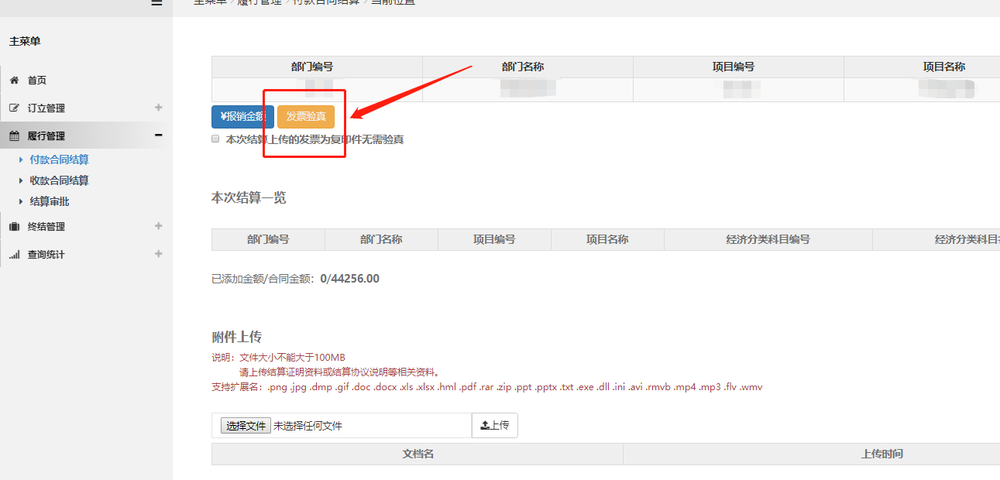 主菜单 / 履行管理 / 付款合同结算 / 当前位置
主菜单
首页
订立管理
履行管理
付款合同结算
收款合同结算
结算审批
终结管理
查询统计
部门编号 部门名称 项目编号 项目名称
¥报销金额 发票验真
本次结算上传的发票为复印件无需验真
本次结算一览
部门编号 部门名称 项目编号 项目名称 经济分类科目编号 经济分类科目
已添加金额/合同金额：0/44256.00
附件上传
说明：文件大小不能大于100MB
请上传结算证明资料或结算协议说明等相关资料。
支持扩展名：.png .jpg .dmp .gif .doc .docx .xls .xlsx .hml .pdf .rar .zip .ppt .pptx .txt .exe .dll .ini .avi .rmvb .mp4 .mp3 .flv .wmv
选择文件 未选择任何文件 上传
文档名 上传时间